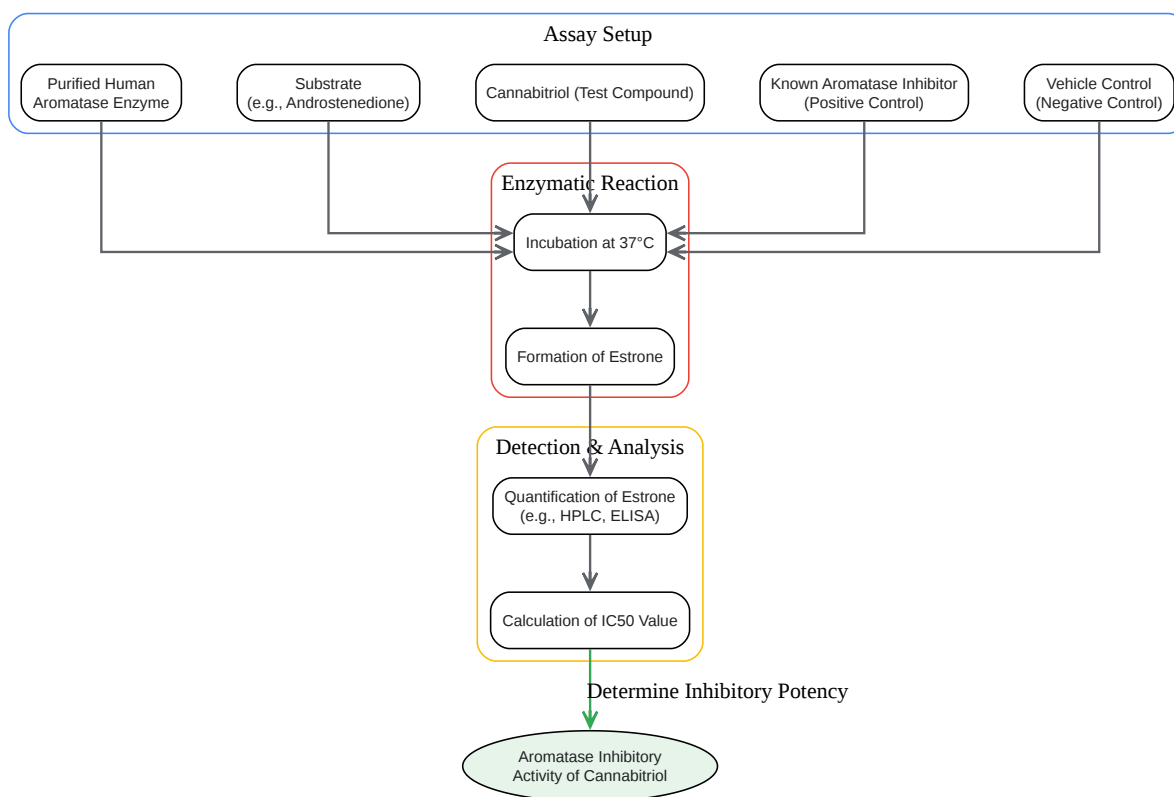 Assay Setup
Purified Human
Aromatase Enzyme
Substrate
(e.g., Androstenedione)
Cannabitriol (Test Compound)
Known Aromatase Inhibitor
(Positive Control)
Vehicle Control
(Negative Control)
Enzymatic Reaction
Incubation at 37°C
Formation of Estrone
Detection & Analysis
Quantification of Estrone
(e.g., HPLC, ELISA)
Calculation of IC50 Value
Determine Inhibitory Potency
Aromatase Inhibitory
Activity of Cannabitriol